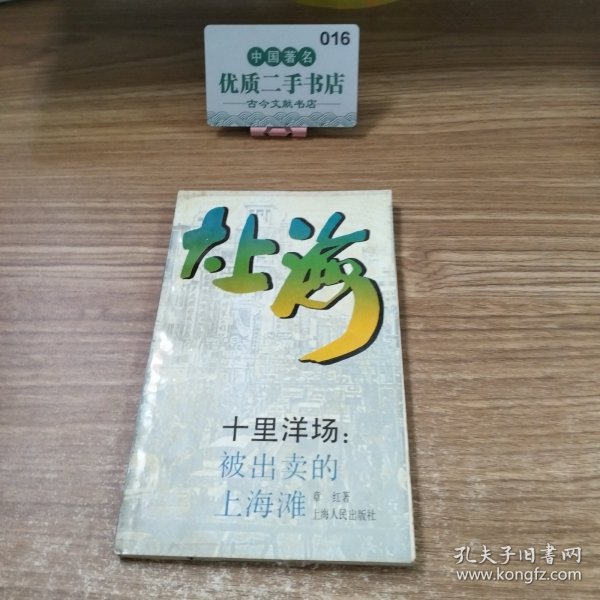 016
中国著名
优质二手书店
古今文献书店
大上海
十里洋场：
被出卖的
上海滩
章 红著
上海人民出版社
孔夫子旧书网
www.kongfz.com